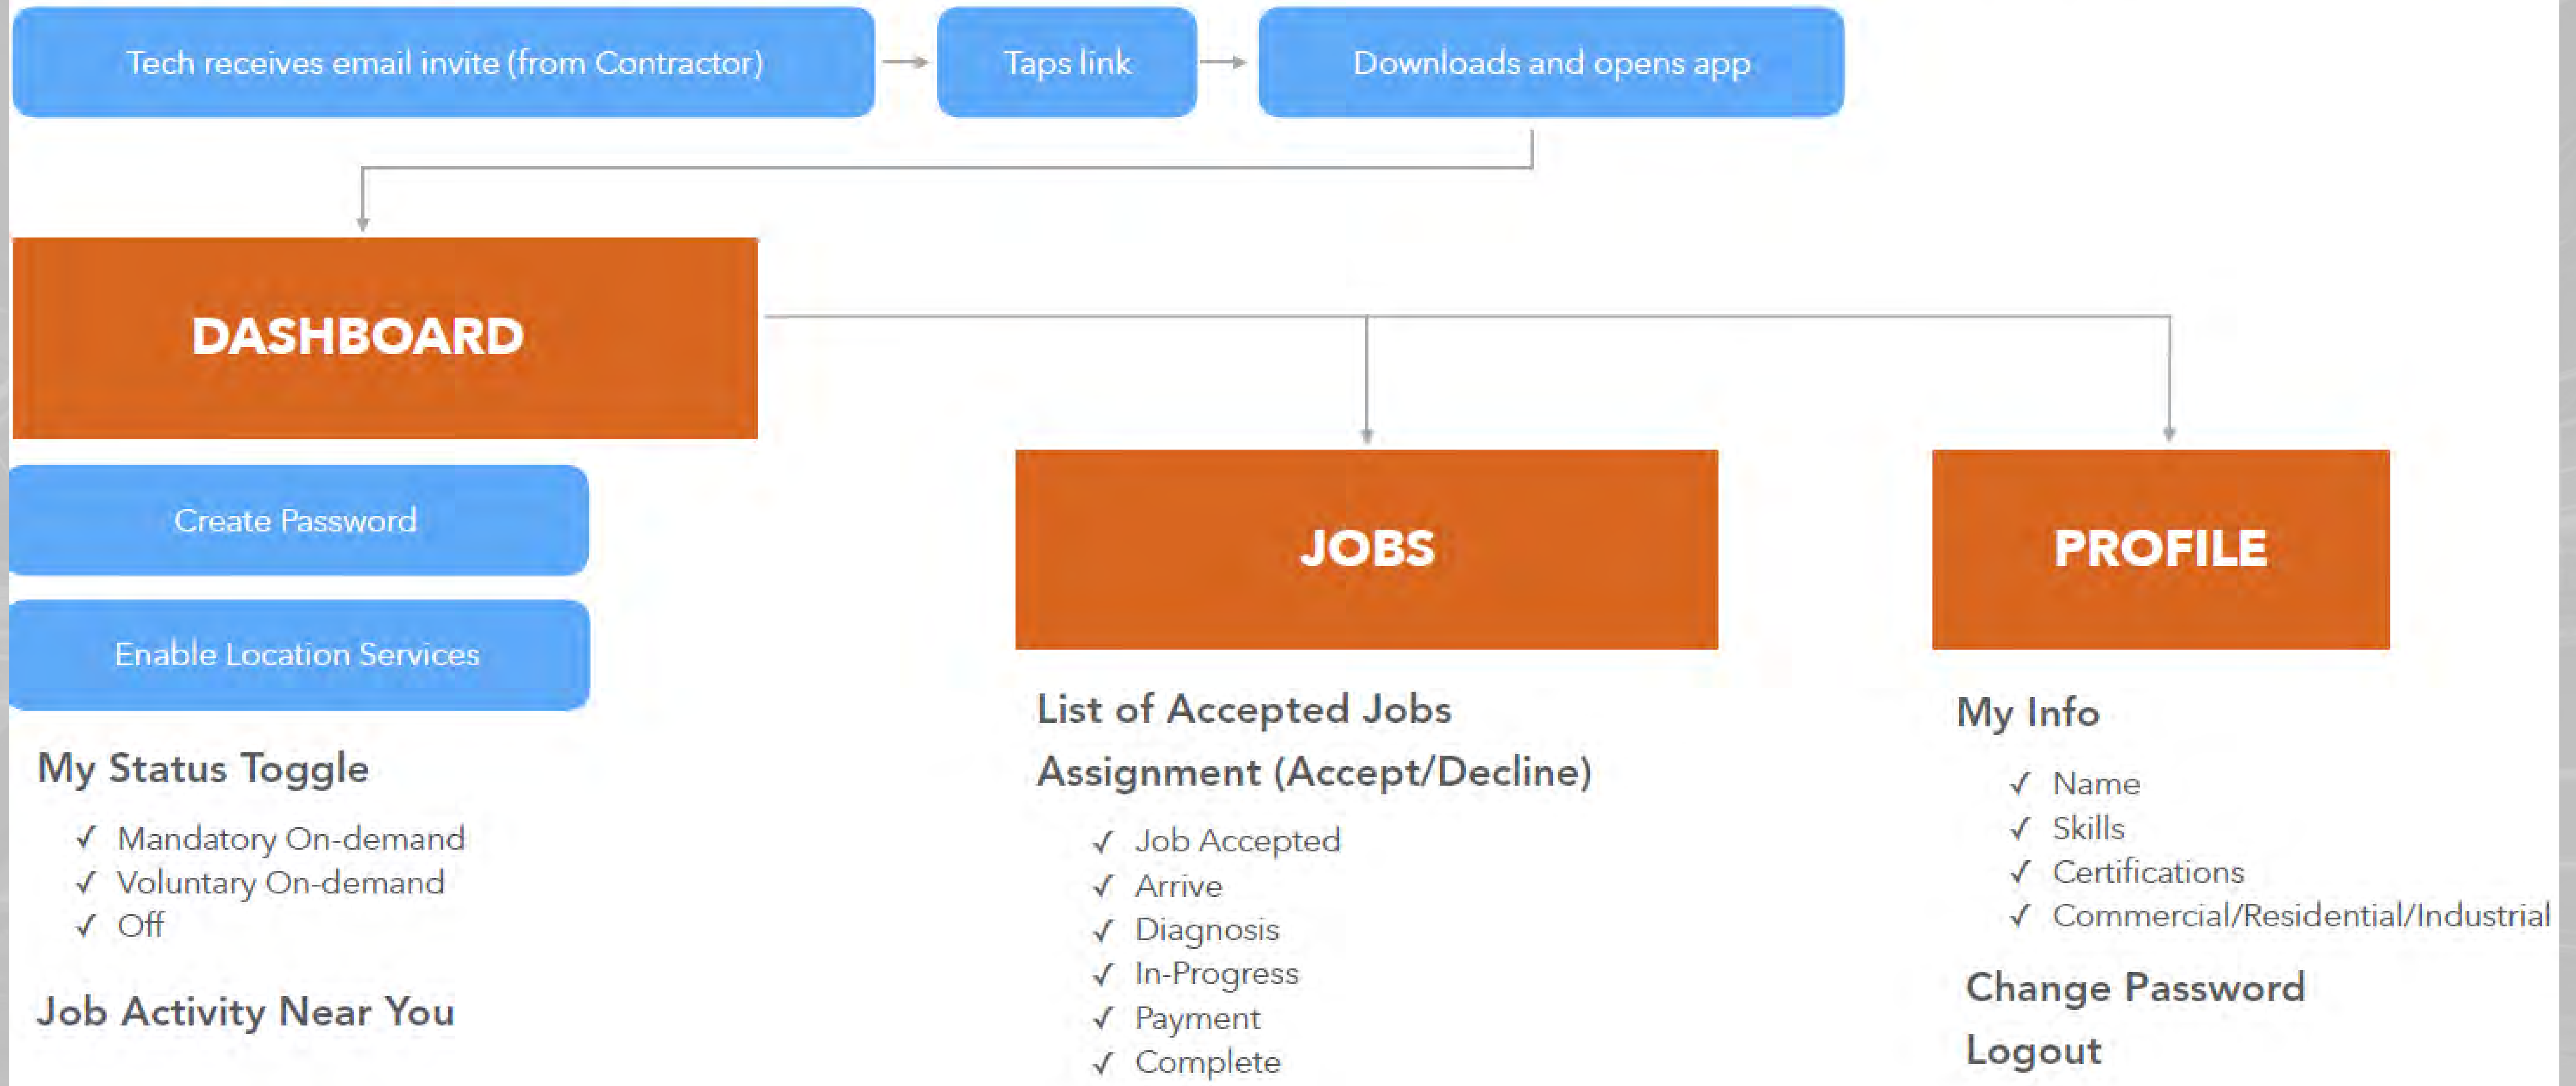 Tech receives email invite (from Contractor)
Taps link
Downloads and opens app
DASHBOARD
Create Password
Enable Location Services
My Status Toggle
✓ Mandatory On-demand
✓ Voluntary On-demand
✓ Off
Job Activity Near You
JOBS
List of Accepted Jobs
Assignment (Accept/Decline)
✓ Job Accepted
✓ Arrive
✓ Diagnosis
✓ In-Progress
✓ Payment
✓ Complete
PROFILE
My Info
✓ Name
✓ Skills
✓ Certifications
✓ Commercial/Residential/Industrial
Change Password
Logout